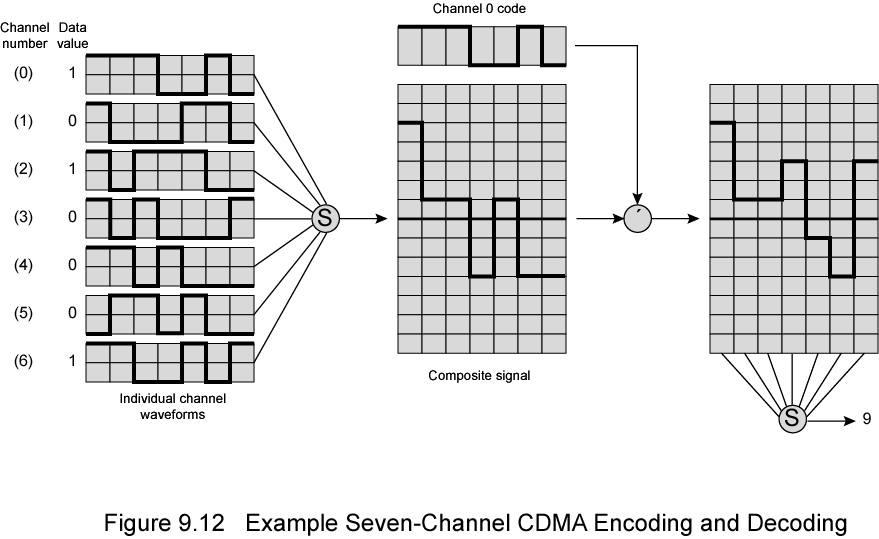 Channel 0 code
Channel Data
number value
(0) 1
(1) 0
(2) 1
(3) 0
(4) 0
(5) 0
(6) 1
S
´
Individual channel
waveforms
Composite signal
S
9
Figure 9.12 Example Seven-Channel CDMA Encoding and Decoding